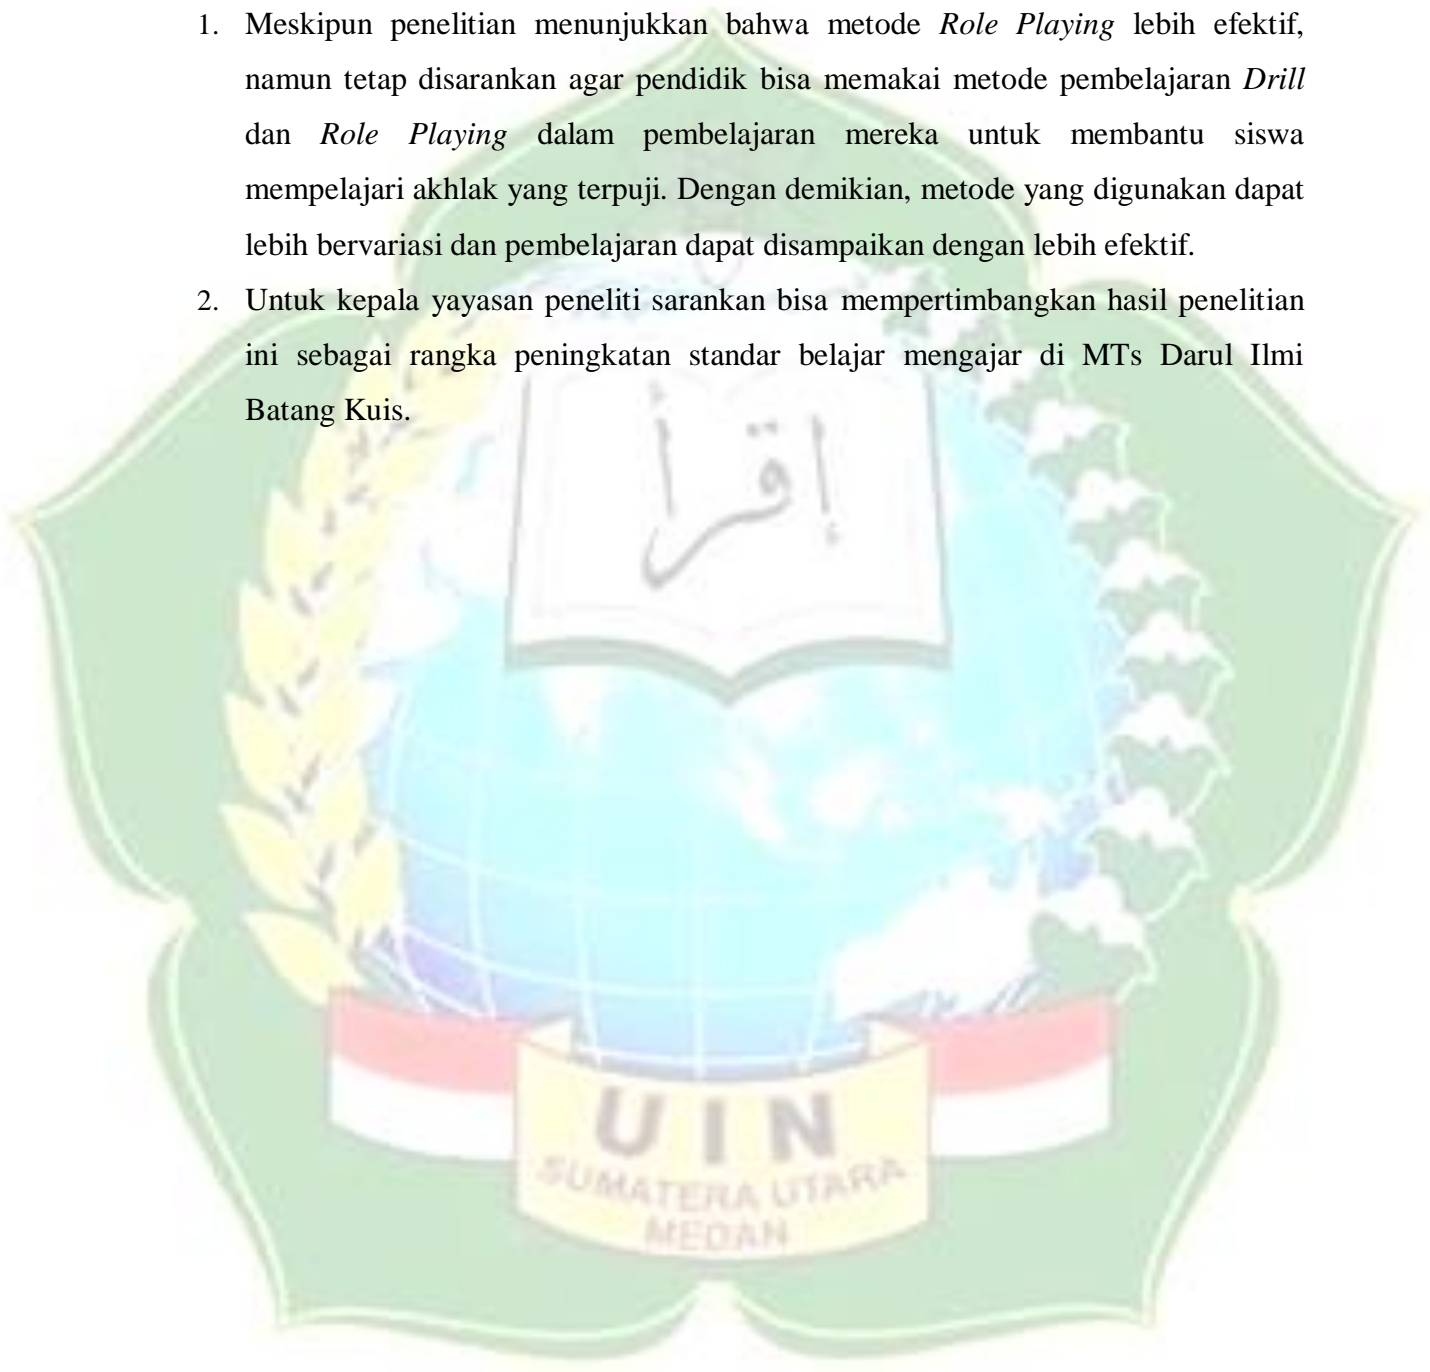 1. Meskipun penelitian menunjukkan bahwa metode Role Playing lebih efektif,
namun tetap disarankan agar pendidik bisa memakai metode pembelajaran Drill
dan Role Playing dalam pembelajaran mereka untuk membantu siswa
mempelajari akhlak yang terpuji. Dengan demikian, metode yang digunakan dapat
lebih bervariasi dan pembelajaran dapat disampaikan dengan lebih efektif.
2. Untuk kepala yayasan peneliti sarankan bisa mempertimbangkan hasil penelitian
ini sebagai rangka peningkatan standar belajar mengajar di MTs Darul Ilmi
Batang Kuis.
إقرأ
UIN
SUMATERA UTARA
MEDAN